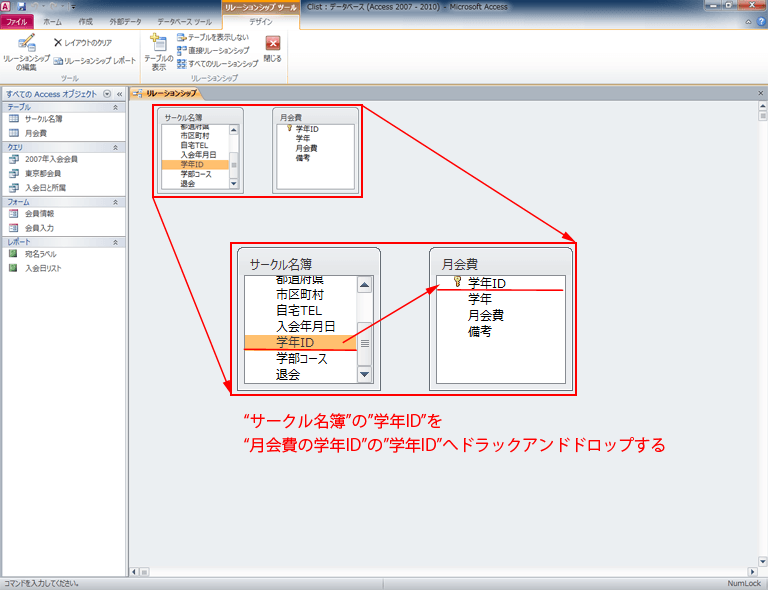 リレーションシップ ツール
Clist : データベース (Access 2007 - 2010) - Microsoft Access
ファイル ホーム 作成 外部データ データベース ツール デザイン
リレーションシップの編集
レイアウトのクリア
リレーションシップ レポート
ツール
テーブルの表示
テーブルを表示しない
直接リレーションシップ
すべてのリレーションシップ
閉じる
リレーションシップ
すべての Access オブジェクト
テーブル
サークル名簿
月会費
クエリ
2007年入会会員
東京都会員
入会日と所属
フォーム
会員情報
会員入力
レポート
宛名ラベル
入会日リスト
リレーションシップ
サークル名簿
都道府県
市区町村
自宅TEL
入会年月日
学年ID
学部コース
退会
月会費
学年ID
学年
月会費
備考
サークル名簿
都道府県
市区町村
自宅TEL
入会年月日
学年ID
学部コース
退会
月会費
学年ID
学年
月会費
備考
“サークル名簿”の”学年ID”を
“月会費の学年ID”の”学年ID”へドラックアンドドロップする
コマンドを入力してください。
NumLock